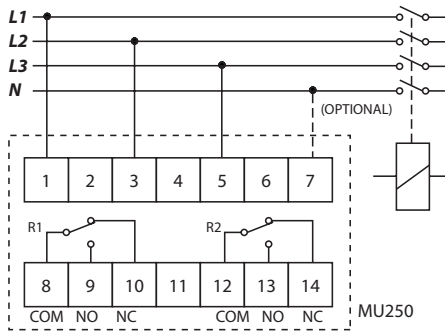 L1
L2
L3
N
(OPTIONAL)
1 2 3 4 5 6 7
R1 R2
8 9 10 11 12 13 14
COM NO NC COM NO NC
MU250